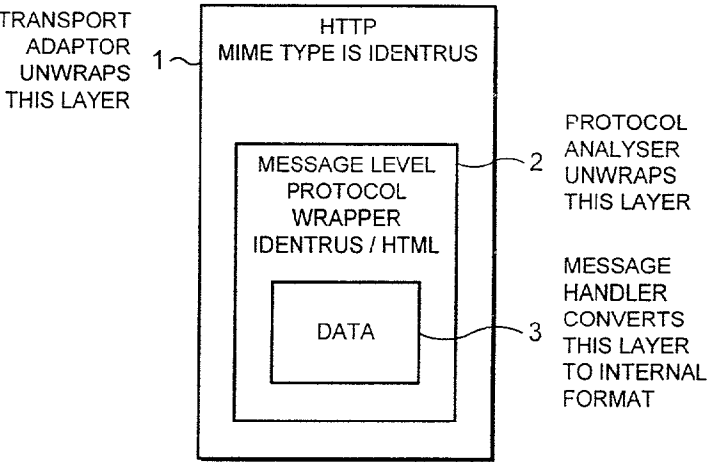 TRANSPORT
ADAPTOR
UNWRAPS
THIS LAYER
1
HTTP
MIME TYPE IS IDENTRUS
MESSAGE LEVEL
PROTOCOL
WRAPPER
IDENTRUS / HTML
2
PROTOCOL
ANALYSER
UNWRAPS
THIS LAYER
DATA
3
MESSAGE
HANDLER
CONVERTS
THIS LAYER
TO INTERNAL
FORMAT